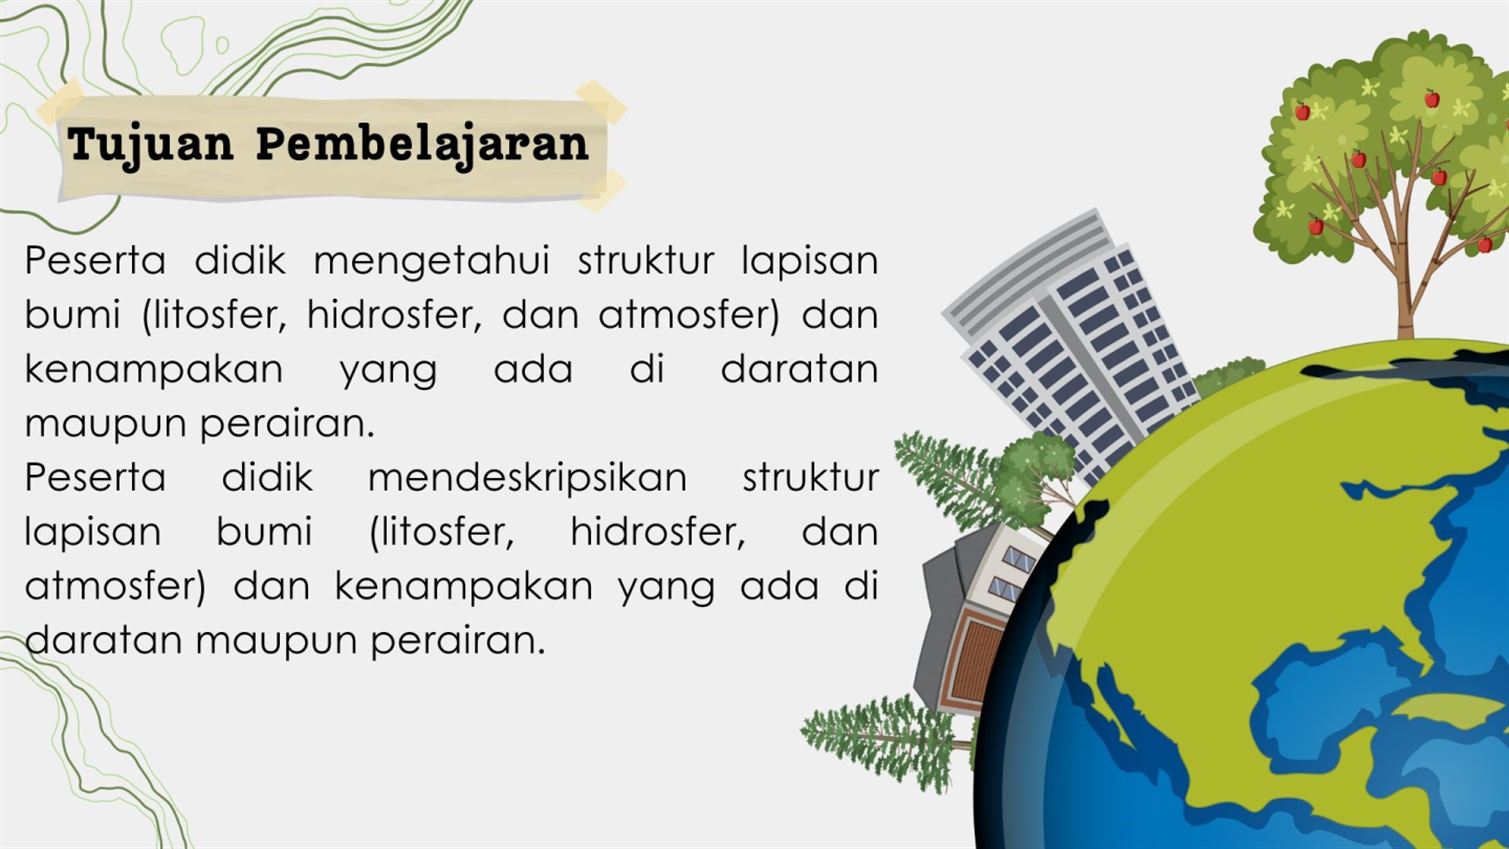 Tujuan Pembelajaran
Peserta didik mengetahui struktur lapisan
bumi (litosfer, hidrosfer, dan atmosfer) dan
kenampakan yang ada di daratan
maupun perairan.
Peserta didik mendeskripsikan struktur
lapisan bumi (litosfer, hidrosfer, dan
atmosfer) dan kenampakan yang ada di
daratan maupun perairan.